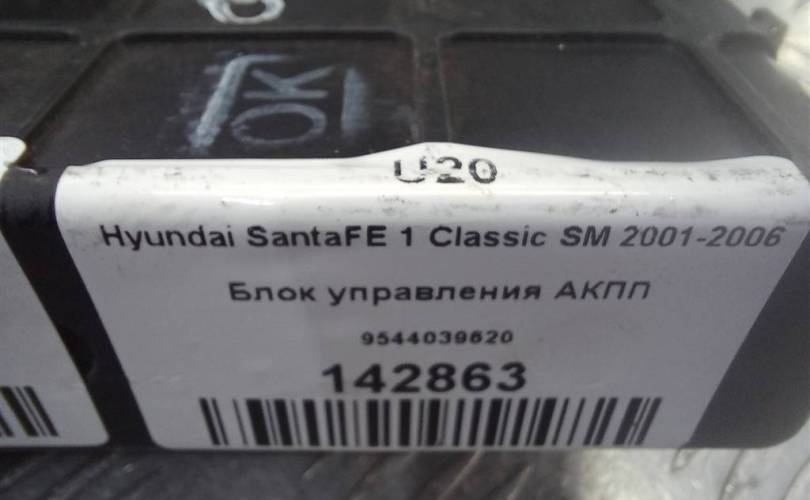 OK
U20
Hyundai SantaFE 1 Classic SM 2001-2006
Блок управления АКПП
9544039620
142863